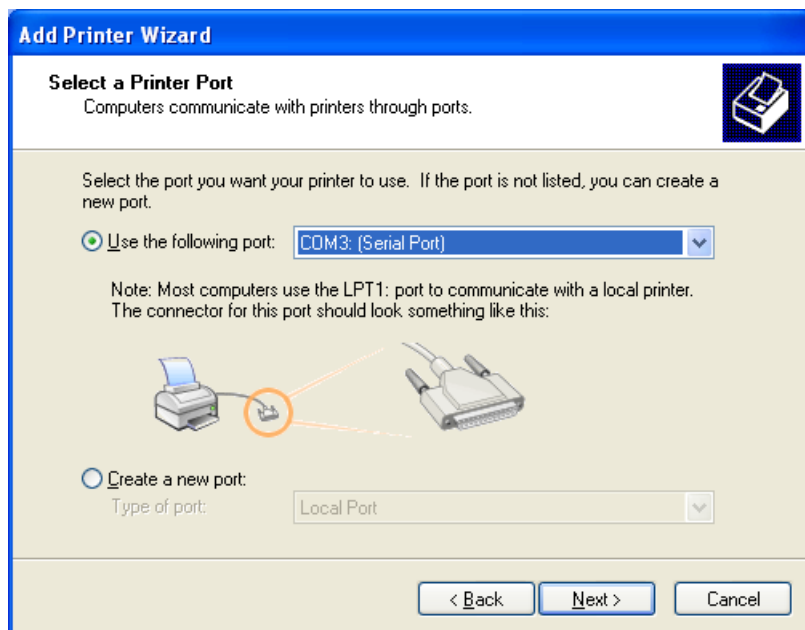 Add Printer Wizard
Select a Printer Port
Computers communicate with printers through ports.
Select the port you want your printer to use.  If the port is not listed, you can create a
new port.
Use the following port: COM3: (Serial Port)
Note: Most computers use the LPT1: port to communicate with a local printer.
The connector for this port should look something like this:
Create a new port:
Type of port: Local Port
< Back Next > Cancel